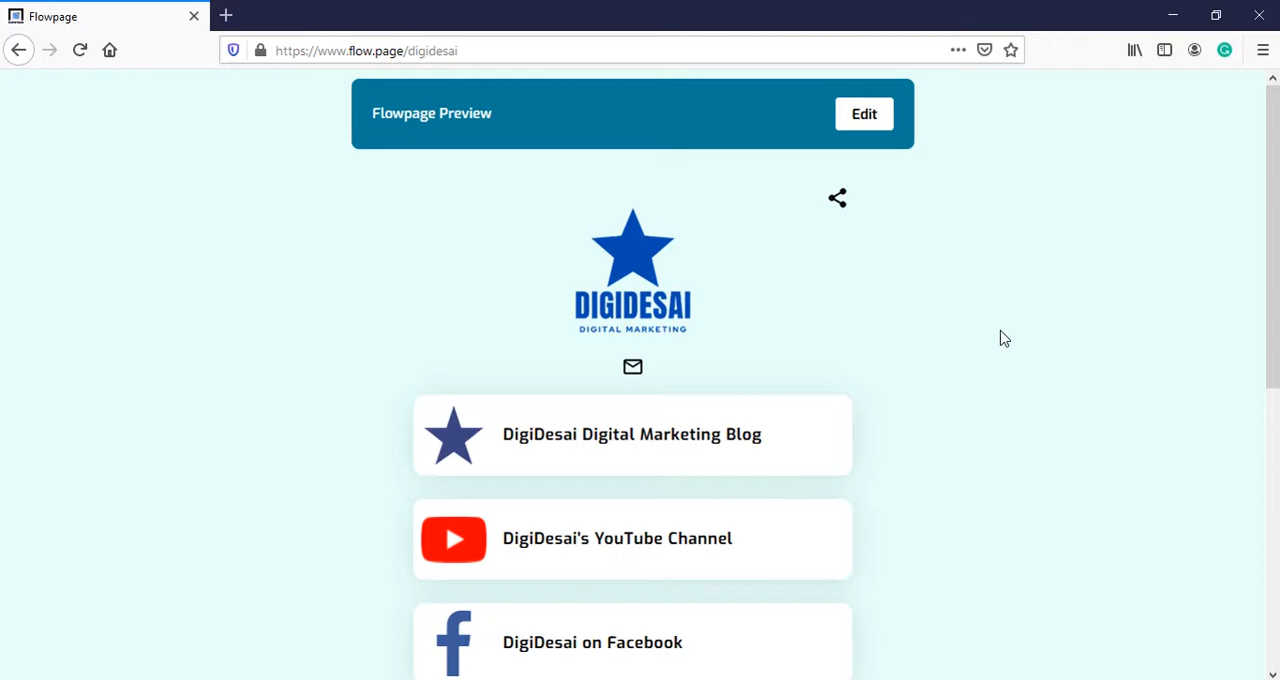 Flowpage
https://www.flow.page/digidesai
Flowpage Preview
Edit
DIGIDESAI
DIGITAL MARKETING
DigiDesai Digital Marketing Blog
DigiDesai's YouTube Channel
DigiDesai on Facebook